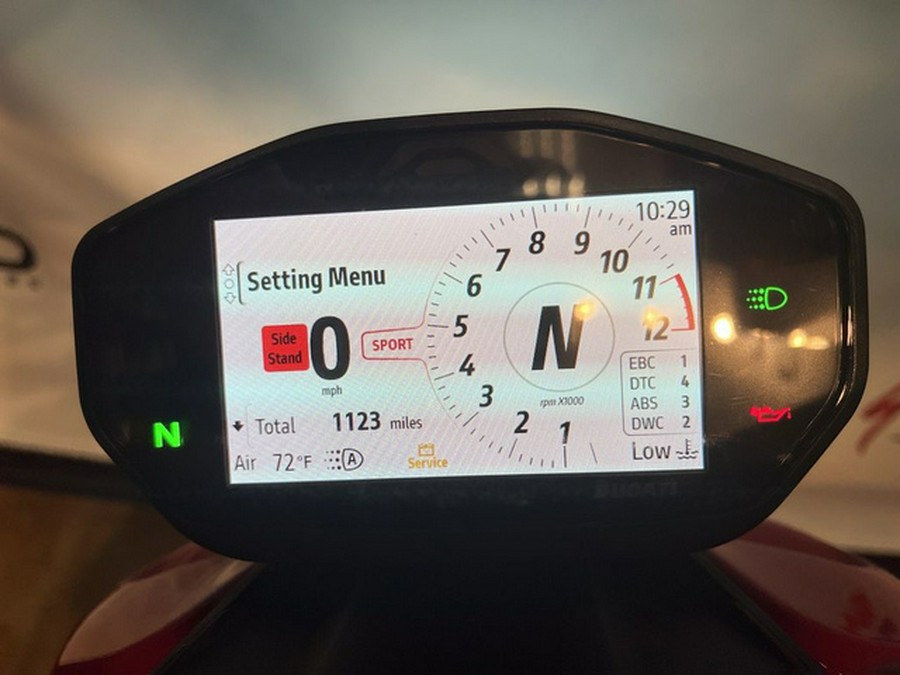 10:29
am
Setting Menu
Side
Stand
0
mph
SPORT
1
2
3
4
5
6
7
8
9
10
11
12
N
rpm X1000
EBC 1
DTC 4
ABS 3
DWC 2
Total 1123 miles
Air 72°F A
Service
Low
N
DUCATI